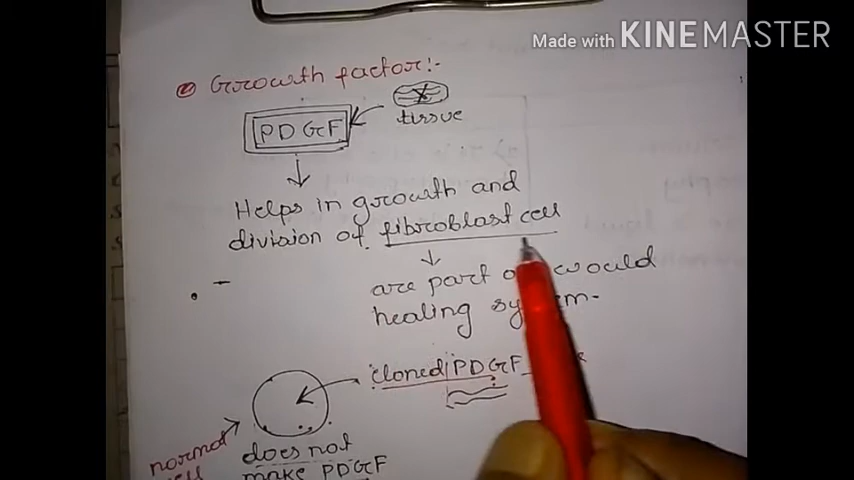 Made with KINEMASTER
Growth factor:-
PDGF
tissue
Helps in growth and
division of fibroblast cell
are part would
healing
cloned PDGF
normal
does not
make PDGF